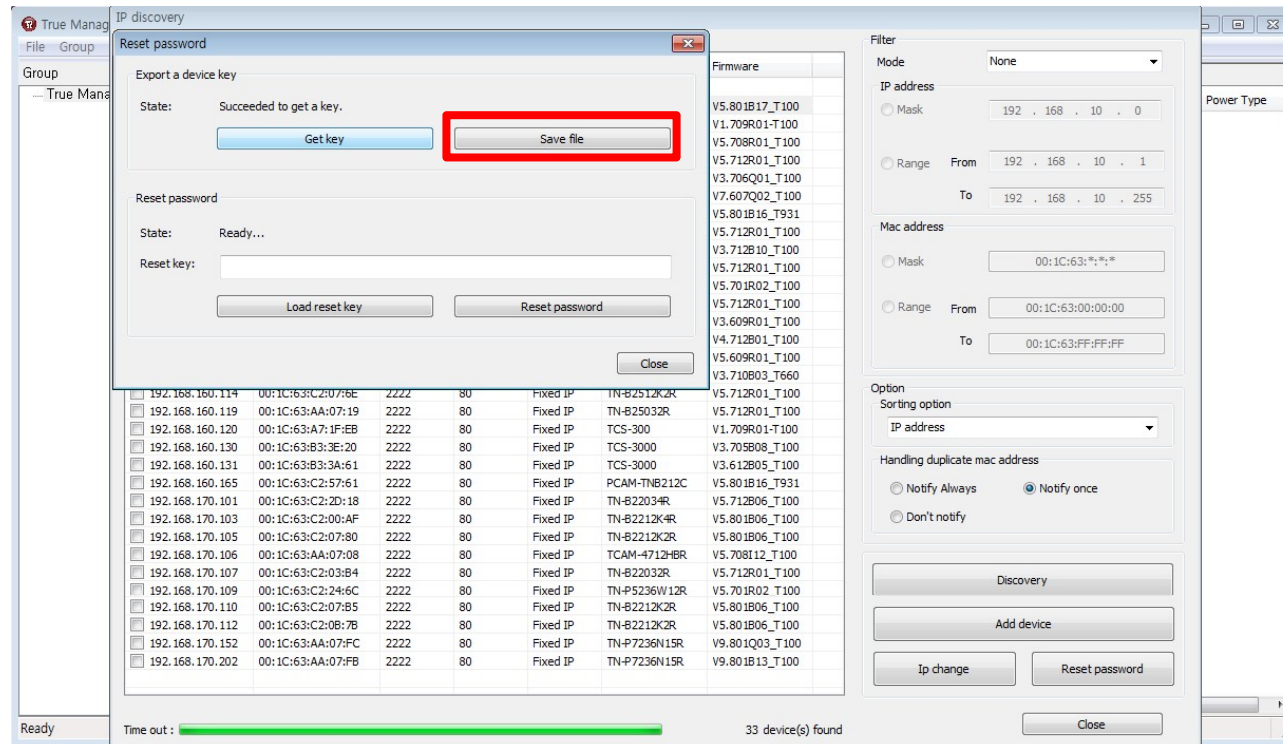 True Manag
IP discovery
File Group
Reset password
Group
True Mana
Export a device key
State: Succeeded to get a key.
Get key
Save file
Reset password
State: Ready...
Reset key:
Load reset key
Reset password
Close
Firmware
V5.801B17_T100
V1.709R01-T100
V5.708R01_T100
V5.712R01_T100
V3.706Q01_T100
V7.607Q02_T100
V5.801B16_T931
V5.712R01_T100
V3.712B10_T100
V5.712R01_T100
V5.701R02_T100
V5.712R01_T100
V3.609R01_T100
V4.712B01_T100
V5.609R01_T100
V3.710B03_T660
192.168.160.114 00:1C:63:C2:07:6E 2222 80 Fixed IP TN-B2512K2R V5.712R01_T100
192.168.160.119 00:1C:63:AA:07:19 2222 80 Fixed IP TN-B25032R V5.712R01_T100
192.168.160.120 00:1C:63:A7:1F:EB 2222 80 Fixed IP TCS-300 V1.709R01-T100
192.168.160.130 00:1C:63:B3:3E:20 2222 80 Fixed IP TCS-3000 V3.705B08_T100
192.168.160.131 00:1C:63:B3:3A:61 2222 80 Fixed IP TCS-3000 V3.612B05_T100
192.168.160.165 00:1C:63:C2:57:61 2222 80 Fixed IP PCAM-TNB212C V5.801B16_T931
192.168.170.101 00:1C:63:C2:2D:18 2222 80 Fixed IP TN-B22034R V5.712B06_T100
192.168.170.103 00:1C:63:C2:00:AF 2222 80 Fixed IP TN-B2212K4R V5.801B06_T100
192.168.170.105 00:1C:63:C2:07:80 2222 80 Fixed IP TN-B2212K2R V5.801B06_T100
192.168.170.106 00:1C:63:AA:07:08 2222 80 Fixed IP TCAM-4712HBR V5.708I12_T100
192.168.170.107 00:1C:63:C2:03:B4 2222 80 Fixed IP TN-B22032R V5.712R01_T100
192.168.170.109 00:1C:63:C2:24:6C 2222 80 Fixed IP TN-P5236W12R V5.701R02_T100
192.168.170.110 00:1C:63:C2:07:B5 2222 80 Fixed IP TN-B2212K2R V5.801B06_T100
192.168.170.112 00:1C:63:C2:0B:7B 2222 80 Fixed IP TN-B2212K2R V5.801B06_T100
192.168.170.152 00:1C:63:AA:07:FC 2222 80 Fixed IP TN-P7236N15R V9.801Q03_T100
192.168.170.202 00:1C:63:AA:07:FB 2222 80 Fixed IP TN-P7236N15R V9.801B13_T100
Time out :
33 device(s) found
Filter
Mode None
IP address
Mask 192 . 168 . 10 . 0
Range From 192 . 168 . 10 . 1
To 192 . 168 . 10 . 255
Mac address
Mask 00:1C:63:*:*:*
Range From 00:1C:63:00:00:00
To 00:1C:63:FF:FF:FF
Option
Sorting option
IP address
Handling duplicate mac address
Notify Always Notify once
Don't notify
Discovery
Add device
Ip change Reset password
Close
Power Type
Ready